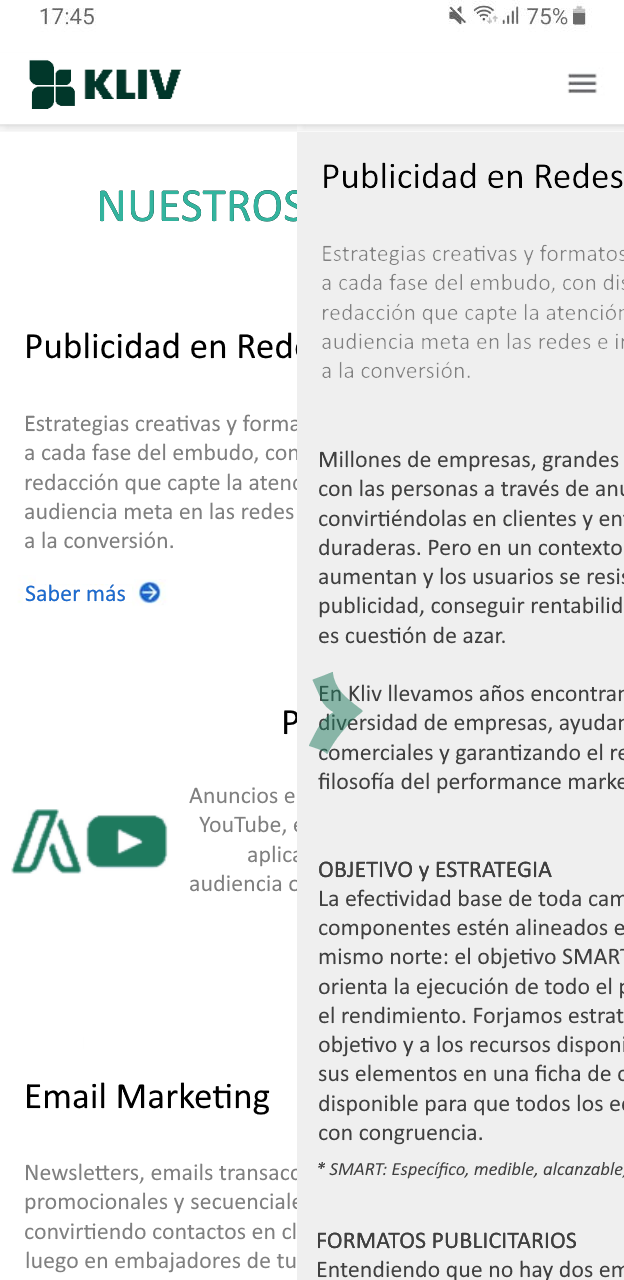 17:45
75%
KLIV
NUESTROS
Publicidad en Rede
Estrategias creativas y forma
a cada fase del embudo, con
redacción que capte la atenc
audiencia meta en las redes
a la conversión.
Saber más
P
Anuncios e
YouTube, e
aplica
audiencia c
Email Marketing
Newsletters, emails transacc
promocionales y secuenciale
convirtiendo contactos en cl
luego en embajadores de tu
Publicidad en Redes
Estrategias creativas y formatos
a cada fase del embudo, con dis
redacción que capte la atención
audiencia meta en las redes e in
a la conversión.
Millones de empresas, grandes
con las personas a través de anu
convirtiéndolas en clientes y en
duraderas. Pero en un contexto
aumentan y los usuarios se resis
publicidad, conseguir rentabilid
es cuestión de azar.
En Kliv llevamos años encontrar
diversidad de empresas, ayudar
comerciales y garantizando el re
filosofía del performance marke
OBJETIVO y ESTRATEGIA
La efectividad base de toda cam
componentes estén alineados e
mismo norte: el objetivo SMART
orienta la ejecución de todo el p
el rendimiento. Forjamos estrat
objetivo y a los recursos disponi
sus elementos en una ficha de c
disponible para que todos los e
con congruencia.
* SMART: Específico, medible, alcanzable,
FORMATOS PUBLICITARIOS
Entendiendo que no hay dos em